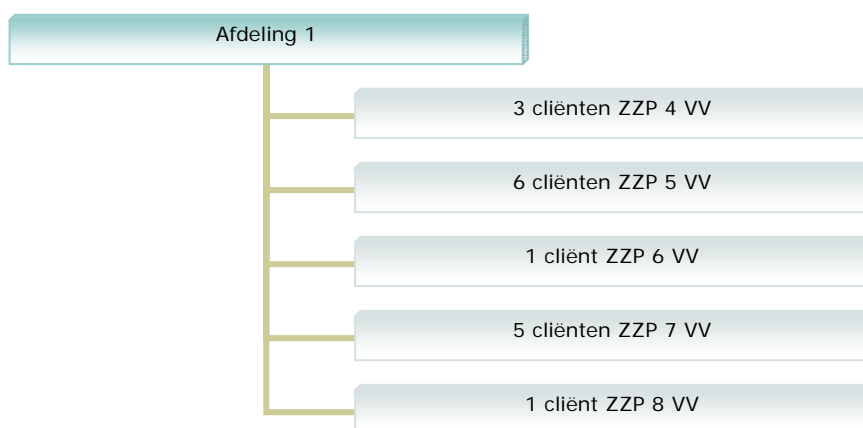 Afdeling 1
3 cliënten ZZP 4 VV
6 cliënten ZZP 5 VV
1 cliënt ZZP 6 VV
5 cliënten ZZP 7 VV
1 cliënt ZZP 8 VV